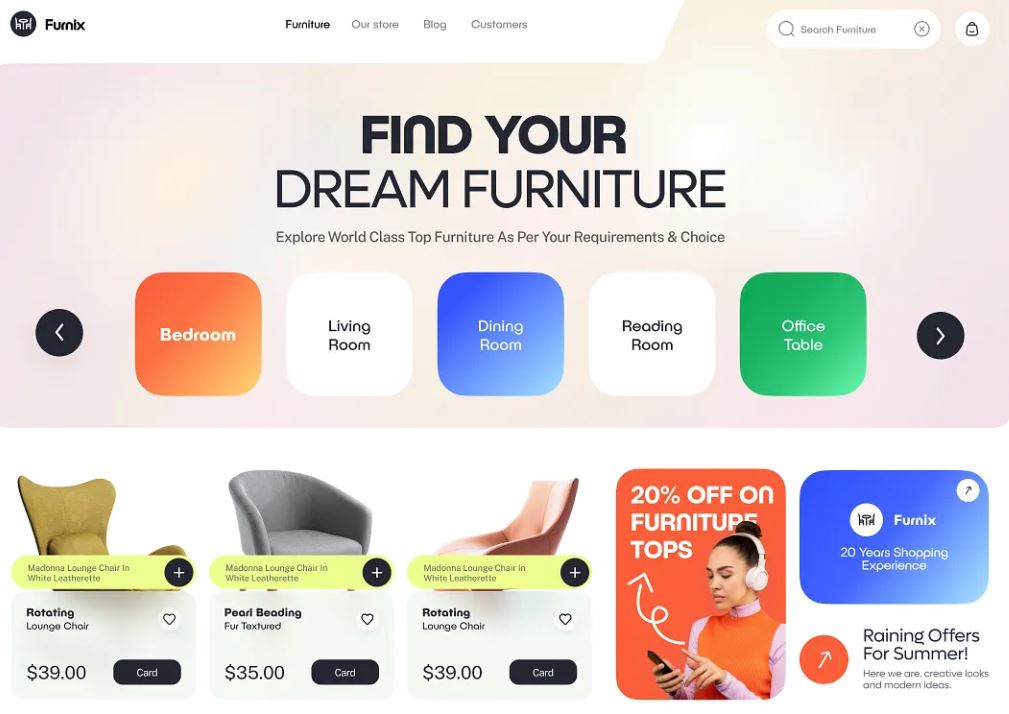 Furnix
Furniture Our store Blog Customers
Search Furniture
FIND YOUR
DREAM FURNITURE
Explore World Class Top Furniture As Per Your Requirements & Choice
Bedroom
Living
Room
Dining
Room
Reading
Room
Office
Table
Madonna Lounge Chair In
White Leatherette
Rotating
Lounge Chair
$39.00
Card
Madonna Lounge Chair In
White Leatherette
Pearl Beading
Fur Textured
$35.00
Card
Madonna Lounge Chair In
White Leatherette
Rotating
Lounge Chair
$39.00
Card
20% OFF ON
FURNITURE
TOPS
Furnix
20 Years Shopping
Experience
Raining Offers
For Summer!
Here we are. creative looks
and modern ideas.